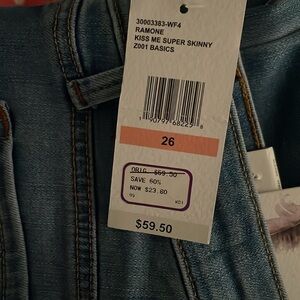 30003383-WF4
RAMONE
KISS ME SUPER SKINNY
Z001 BASICS
26
ORIG. $59.50
SAVE 60%
NOW $23.80
$59.50